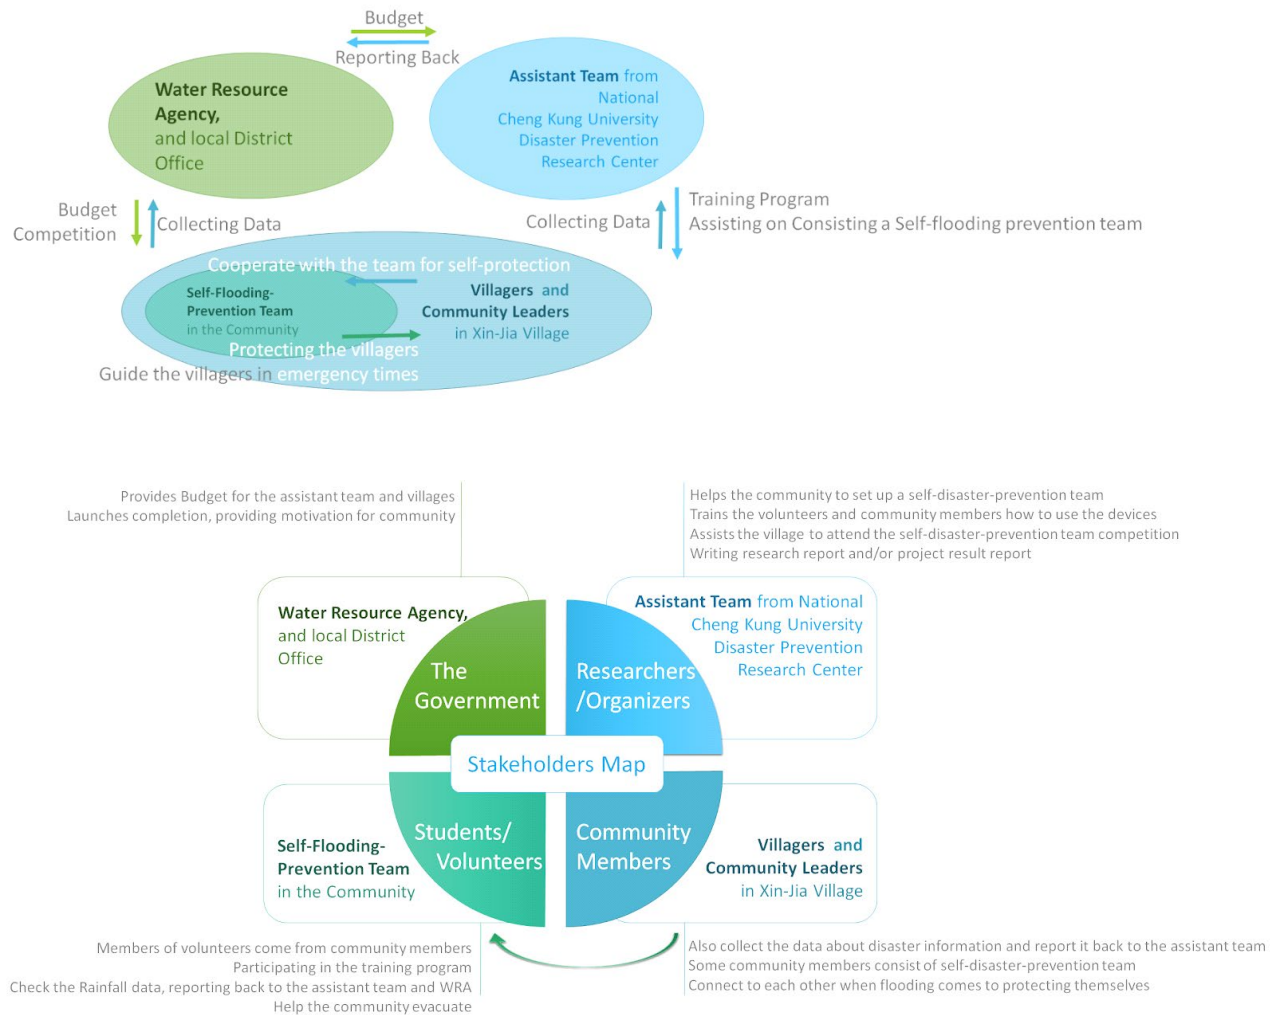 Budget
Reporting Back
Water Resource
Agency,
and local District
Office
Assistant Team from
National
Cheng Kung University
Disaster Prevention
Research Center
Budget
Competition
Collecting Data
Collecting Data
Training Program
Assisting on Consisting a Self-flooding prevention team
Cooperate with the team for self-protection
Self-Flooding-
Prevention Team
in the Community
Villagers and
Community Leaders
in Xin-Jia Village
Protecting the villagers
Guide the villagers in emergency times
Provides Budget for the assistant team and villages
Launches completion, providing motivation for community
Helps the community to set up a self-disaster-prevention team
Trains the volunteers and community members how to use the devices
Assists the village to attend the self-disaster-prevention team competition
Writing research report and/or project result report
Water Resource Agency,
and local District
Office
The
Government
Assistant Team from National
Cheng Kung University
Disaster Prevention
Research Center
Researchers
/Organizers
Stakeholders Map
Self-Flooding-
Prevention Team
in the Community
Students/
Volunteers
Community
Members
Villagers and
Community Leaders
in Xin-Jia Village
Members of volunteers come from community members
Participating in the training program
Check the Rainfall data, reporting back to the assistant team and WRA
Help the community evacuate
Also collect the data about disaster information and report it back to the assistant team
Some community members consist of self-disaster-prevention team
Connect to each other when flooding comes to protecting themselves